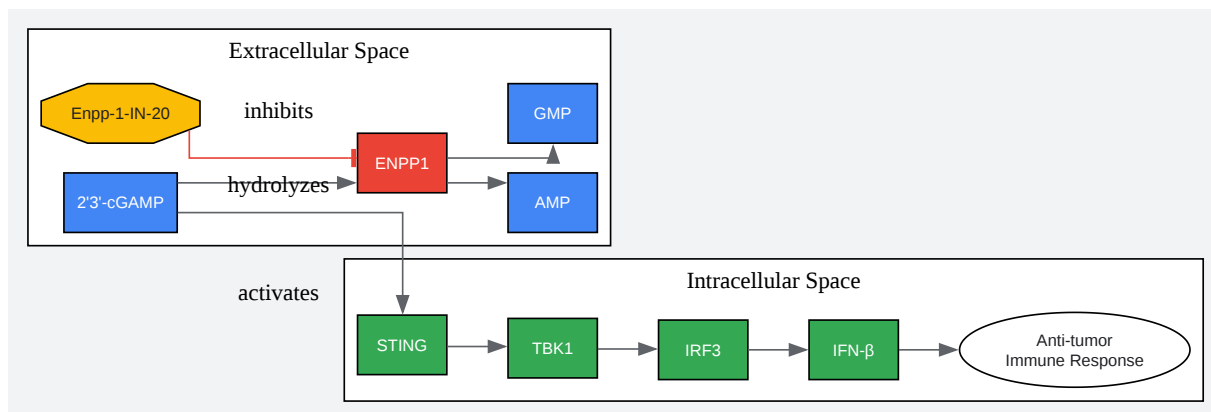 Extracellular Space
Enpp-1-IN-20
inhibits
GMP
ENPP1
hydrolyzes
2'3'-cGAMP
AMP
activates
Intracellular Space
STING
TBK1
IRF3
IFN-β
Anti-tumor
Immune Response